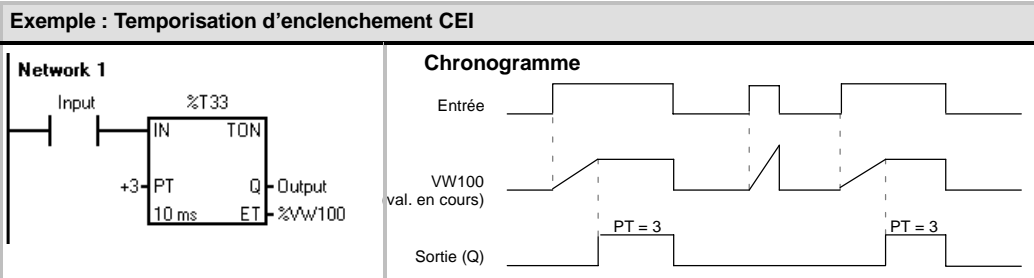 Exemple : Temporisation d'enclenchement CEI
Network 1
Input
%T33
IN TON
+3 PT Q Output
10 ms ET %VW100
Chronogramme
Entrée
VW100
(val. en cours)
PT = 3 PT = 3
Sortie (Q)